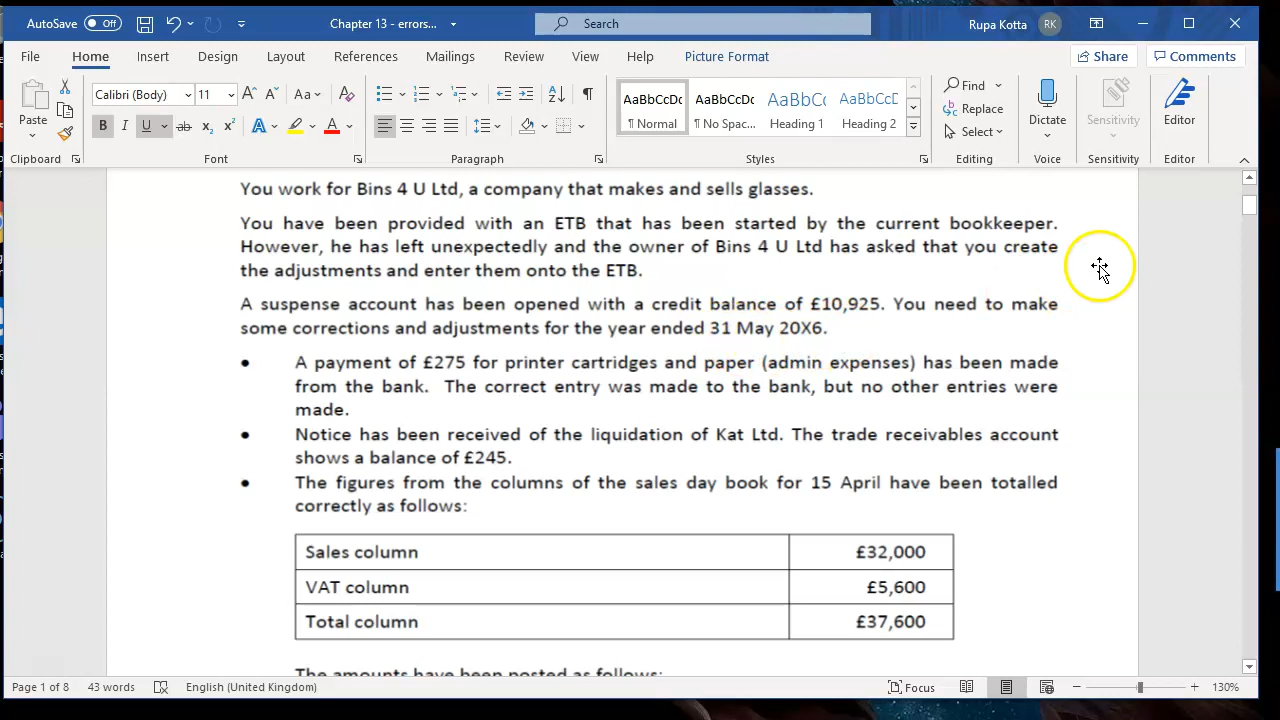 AutoSave Off Chapter 13 - errors... Search Rupa Kotta RK
File Home Insert Design Layout References Mailings Review View Help Picture Format Share Comments
Calibri (Body) 11 Aa AaBbCcDc AaBbCcDc AaBbCc AaBbCcD Find
Paste B I U ab x₂ x² A A ¶ Normal ¶ No Spac... Heading 1 Heading 2 Replace Select Dictate Sensitivity Editor
Clipboard Font Paragraph Styles Editing Voice Sensitivity Editor
You work for Bins 4 U Ltd, a company that makes and sells glasses.
You have been provided with an ETB that has been started by the current bookkeeper.
However, he has left unexpectedly and the owner of Bins 4 U Ltd has asked that you create
the adjustments and enter them onto the ETB.
A suspense account has been opened with a credit balance of £10,925. You need to make
some corrections and adjustments for the year ended 31 May 20X6.
• A payment of £275 for printer cartridges and paper (admin expenses) has been made
from the bank. The correct entry was made to the bank, but no other entries were
made.
• Notice has been received of the liquidation of Kat Ltd. The trade receivables account
shows a balance of £245.
• The figures from the columns of the sales day book for 15 April have been totalled
correctly as follows:
Sales column £32,000
VAT column £5,600
Total column £37,600
The amounts have been posted as follows:
Page 1 of 8 43 words English (United Kingdom) Focus 130%